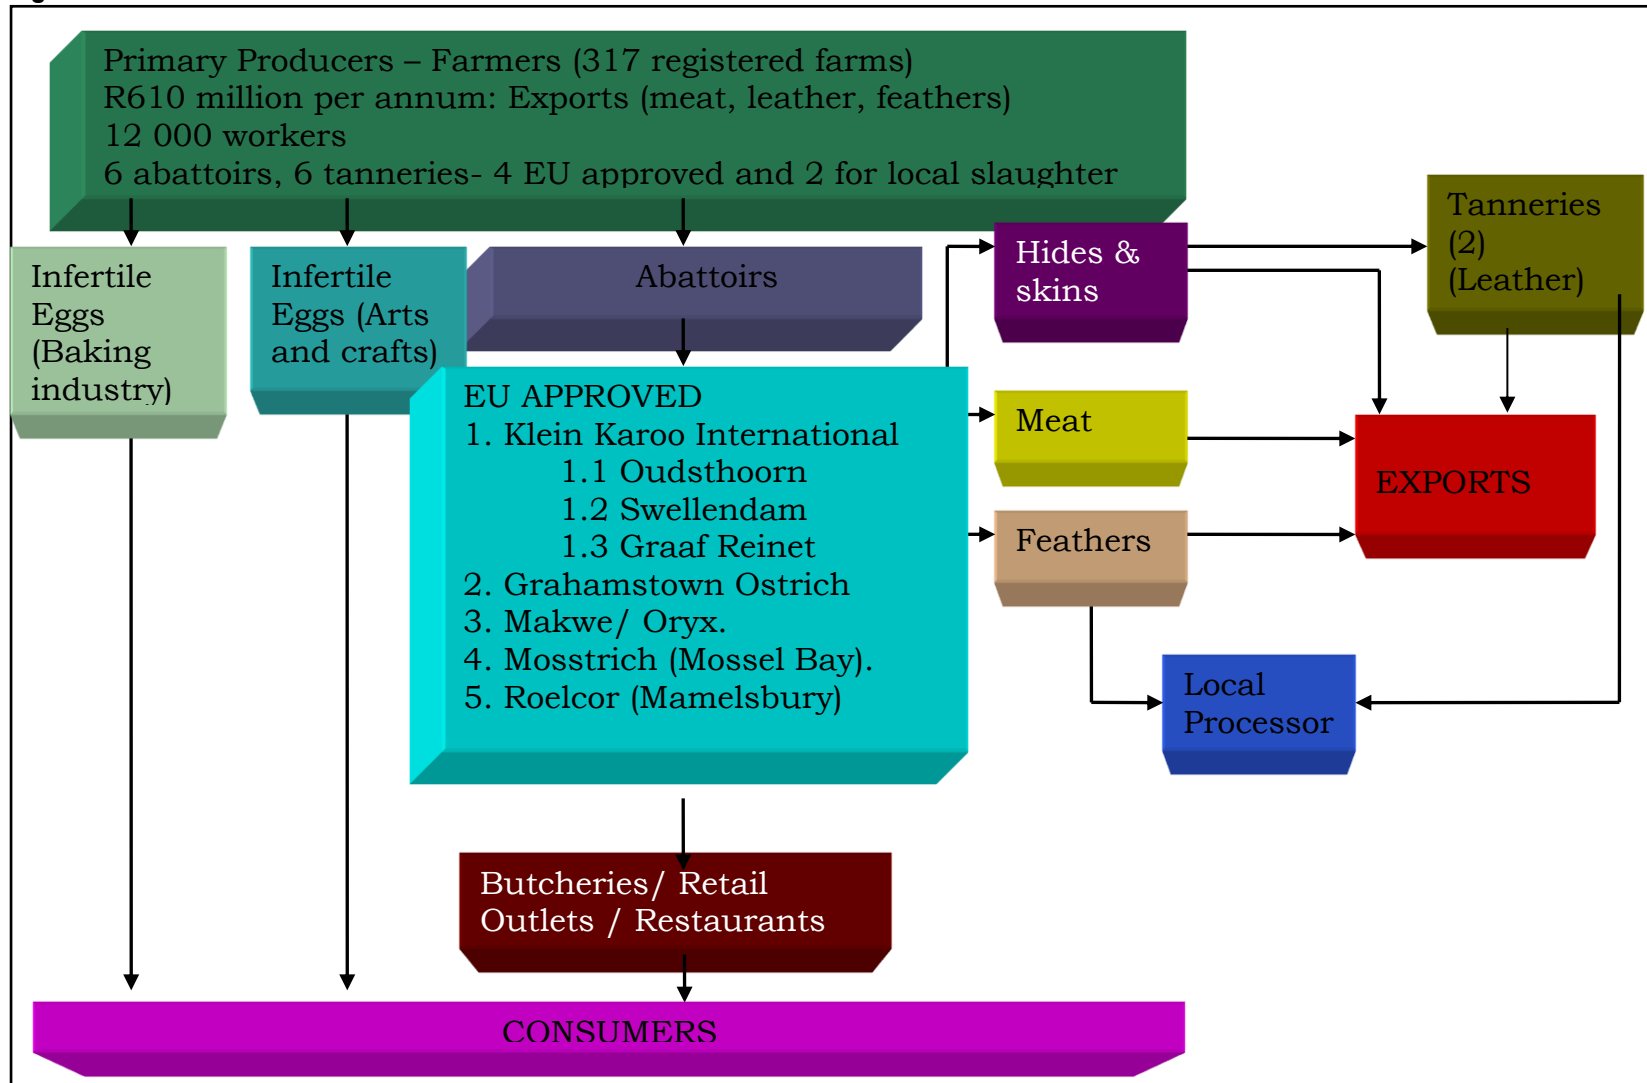 Primary Producers – Farmers (317 registered farms)
R610 million per annum: Exports (meat, leather, feathers)
12 000 workers
6 abattoirs, 6 tanneries- 4 EU approved and 2 for local slaughter
Infertile
Eggs
(Baking
industry)
Infertile
Eggs (Arts
and crafts)
Abattoirs
Hides &
skins
Tanneries
(2)
(Leather)
EU APPROVED
1. Klein Karoo International
1.1 Oudsthoorn
1.2 Swellendam
1.3 Graaf Reinet
2. Grahamstown Ostrich
3. Makwe/ Oryx.
4. Mosstrich (Mossel Bay).
5. Roelcor (Mamelsbury)
Meat
Feathers
EXPORTS
Local
Processor
Butcheries/ Retail
Outlets / Restaurants
CONSUMERS